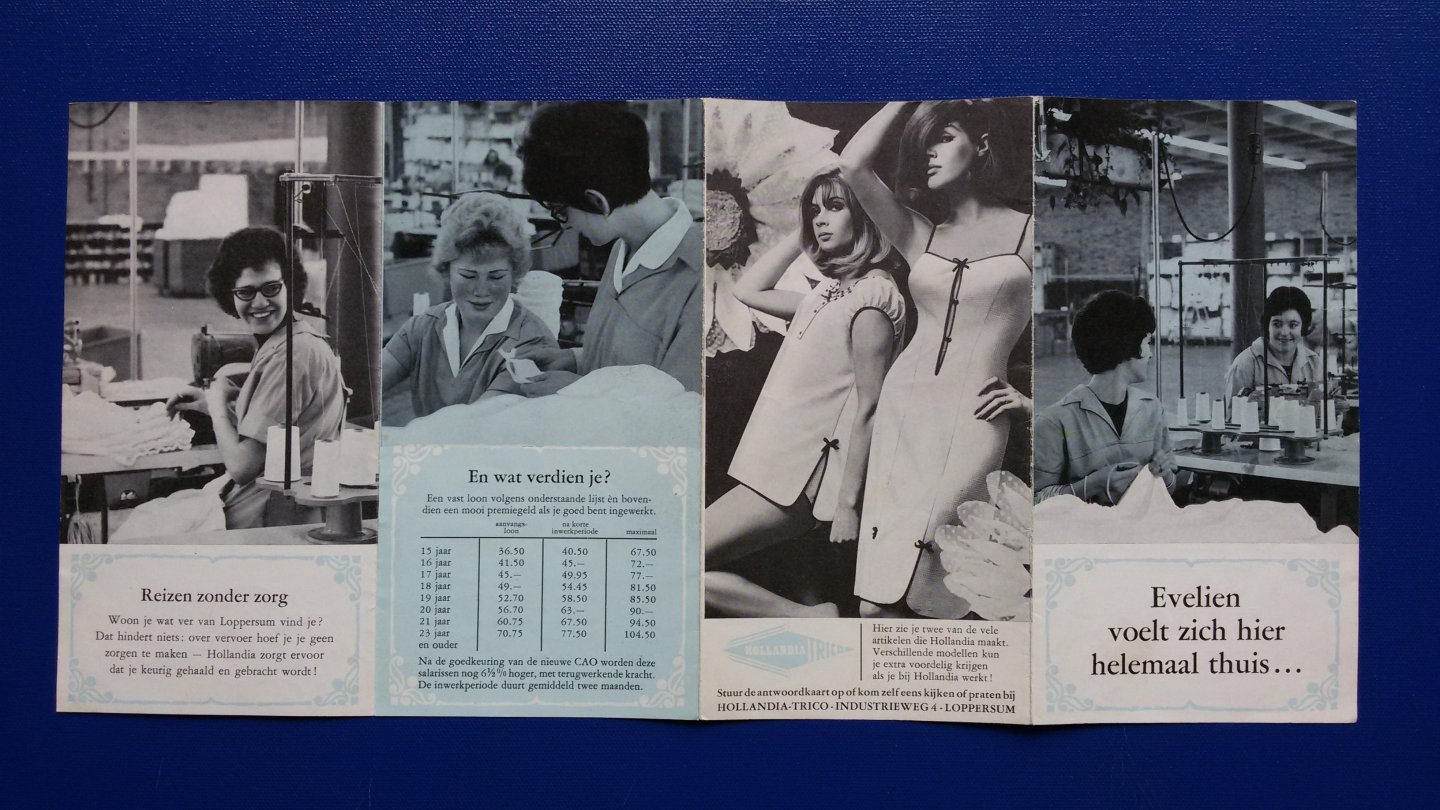 Reizen zonder zorg
Woon je wat ver van Loppersum vind je?
Dat hindert niets: over vervoer hoef je je geen
zorgen te maken — Hollandia zorgt ervoor
dat je keurig gehaald en gebracht wordt!
En wat verdien je?
Een vast loon volgens onderstaande lijst èn boven-
dien een mooi premiegeld als je goed bent ingewerkt.
aanvangs- na korte
loon inwerkperiode maximaal
15 jaar 36.50 40.50 67.50
16 jaar 41.50 45.— 72.—
17 jaar 45.— 49.95 77.—
18 jaar 49.— 54.45 81.50
19 jaar 52.70 58.50 85.50
20 jaar 56.70 63.— 90.—
21 jaar 60.75 67.50 94.50
23 jaar 70.75 77.50 104.50
en ouder
Na de goedkeuring van de nieuwe CAO worden deze
salarissen nog 6½% hoger, met terugwerkende kracht.
De inwerkperiode duurt gemiddeld twee maanden.
HOLLANDIA TRICOT
Hier zie je twee van de vele
artikelen die Hollandia maakt.
Verschillende modellen kun
je extra voordelig krijgen
als je bij Hollandia werkt!
Stuur de antwoordkaart op of kom zelf eens kijken of praten bij
HOLLANDIA-TRICO - INDUSTRIEWEG 4 - LOPPERSUM
Evelien
voelt zich hier
helemaal thuis...